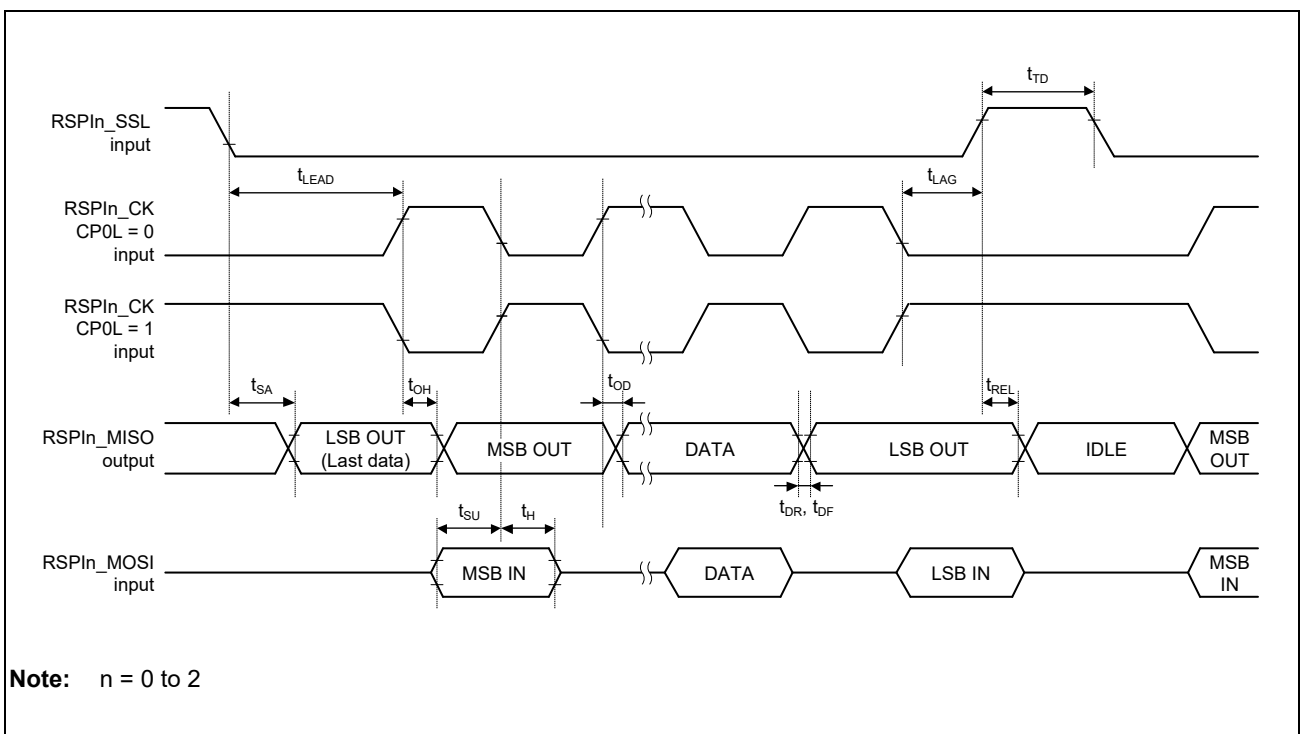 tTD
RSPIn_SSL
input
tLEAD
tLAG
RSPIn_CK
CP0L = 0
input
RSPIn_CK
CP0L = 1
input
tSA
tOH
tOD
tREL
RSPIn_MISO
output
LSB OUT
(Last data)
MSB OUT
DATA
LSB OUT
IDLE
MSB
OUT
tSU
tH
tDR, tDF
RSPIn_MOSI
input
MSB IN
DATA
LSB IN
MSB
IN
Note: n = 0 to 2